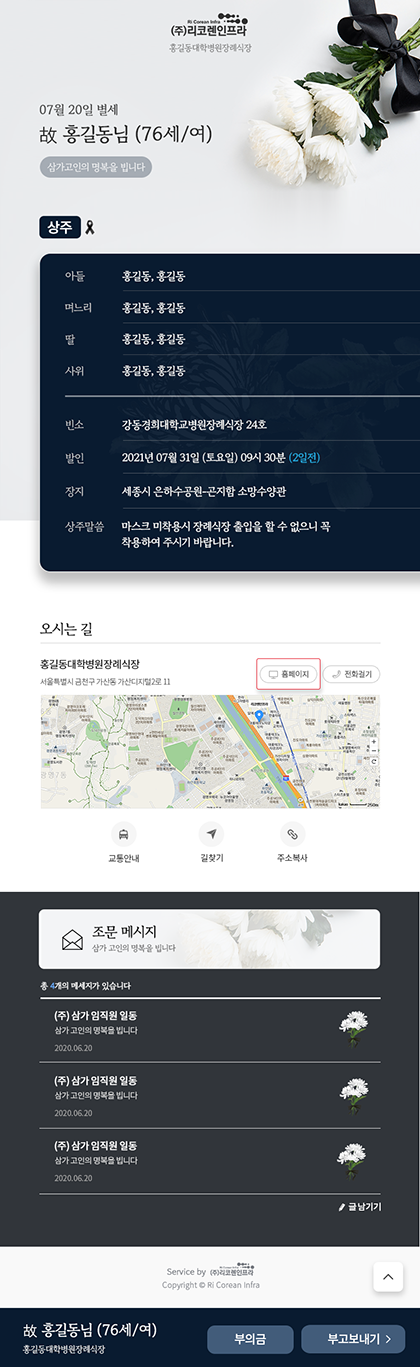 Ri Corean Infra
(주)리코렌인프라
홍길동대학병원장례식장
07월 20일 별세
故 홍길동님 (76세/여)
삼가고인의 명복을 빕니다
상주
아들 홍길동, 홍길동
며느리 홍길동, 홍길동
딸 홍길동, 홍길동
사위 홍길동, 홍길동
빈소 강동경희대학교병원장례식장 24호
발인 2021년 07월 31일 (토요일) 09시 30분 (2일전)
장지 세종시 은하수공원-곤지함 소망수양관
상주말씀 마스크 미착용시 장례식장 출입을 할 수 없으니 꼭
착용하여 주시기 바랍니다.
오시는 길
홍길동대학병원장례식장
서울특별시 금천구 가산동 가산디지털2로 11
홈페이지
전화걸기
250m
교통안내
길찾기
주소복사
조문 메시지
삼가 고인의 명복을 빕니다
총 4개의 메세지가 있습니다
(주) 삼가 임직원 일동
삼가 고인의 명복을 빕니다
2020.06.20
(주) 삼가 임직원 일동
삼가 고인의 명복을 빕니다
2020.06.20
(주) 삼가 임직원 일동
삼가 고인의 명복을 빕니다
2020.06.20
글 남기기
Service by (주)리코렌인프라
Copyright © Ri Corean Infra
故 홍길동님 (76세/여)
홍길동대학병원장례식장
부의금
부고보내기